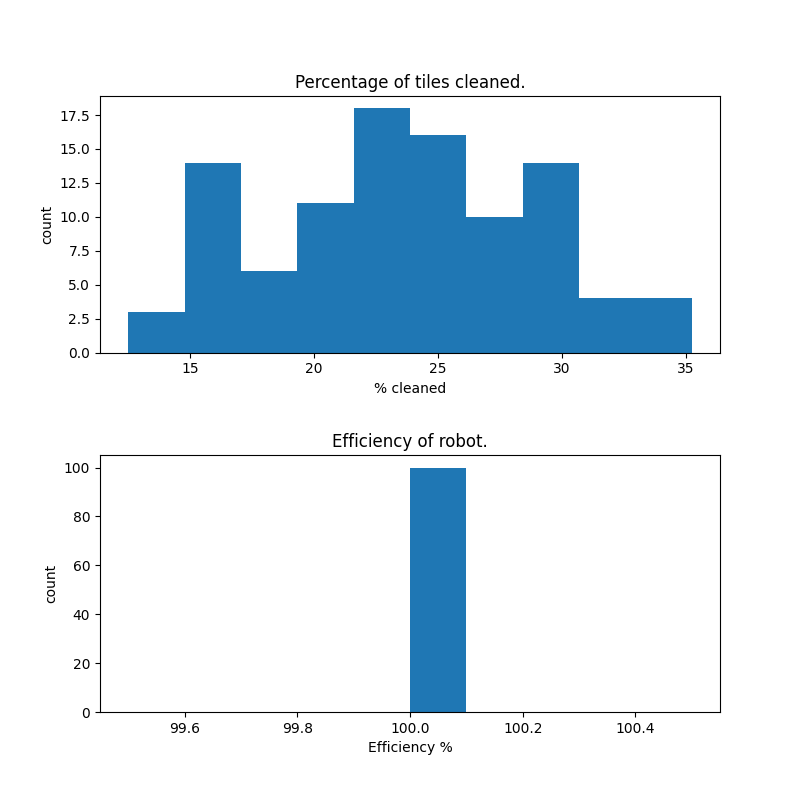 Percentage of tiles cleaned.
17.5
15.0
12.5
10.0
7.5
5.0
2.5
0.0
count
15 20 25 30 35
% cleaned
Efficiency of robot.
100
80
60
40
20
0
count
99.6 99.8 100.0 100.2 100.4
Efficiency %